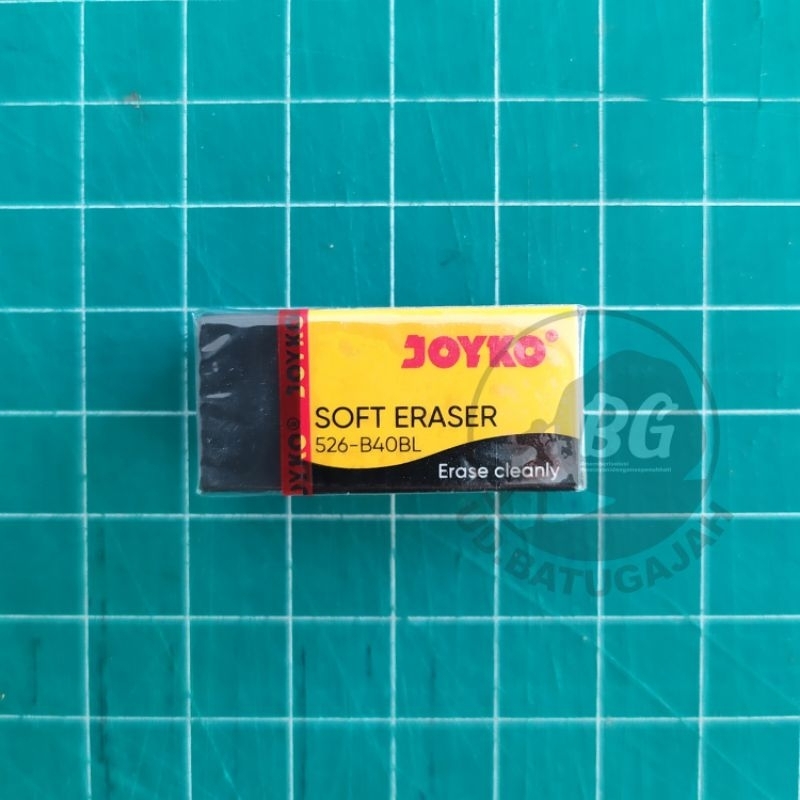 JOYKO®
SOFT ERASER
526-B40BL
Erase cleanly
JOYKO® JOYKO
BG
UD.BATUGAJAH